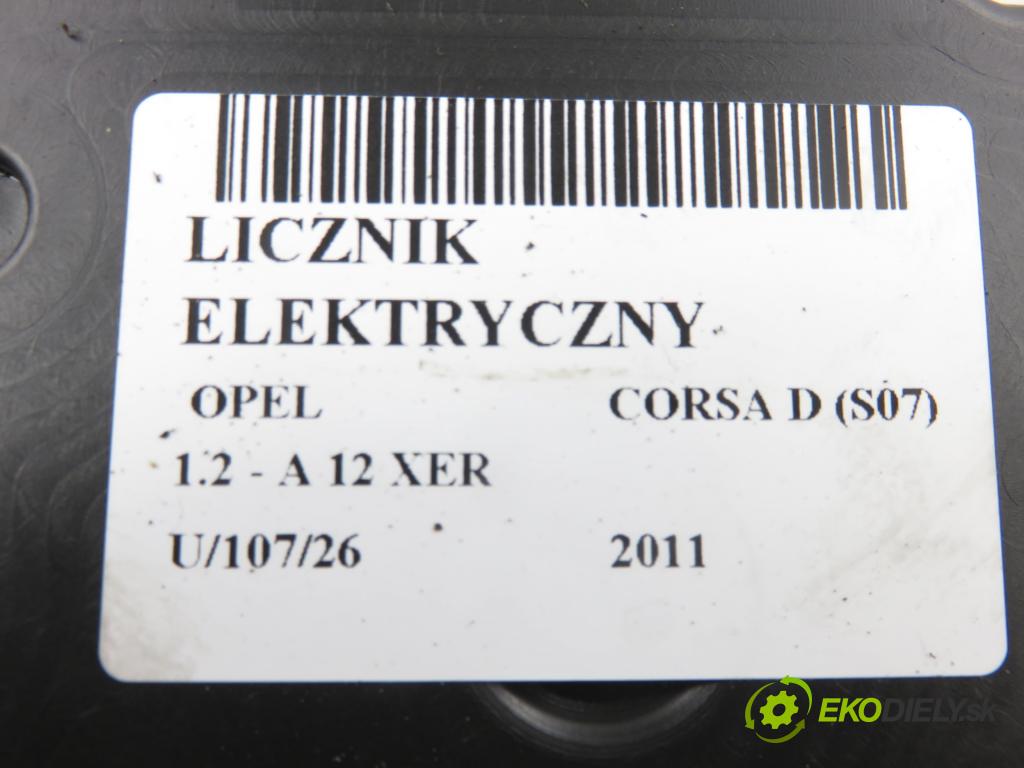 LICZNIK
ELEKTRYCZNY
OPEL CORSA D (S07)
1.2 - A 12 XER
U/107/26 2011
EKODIELY.sk